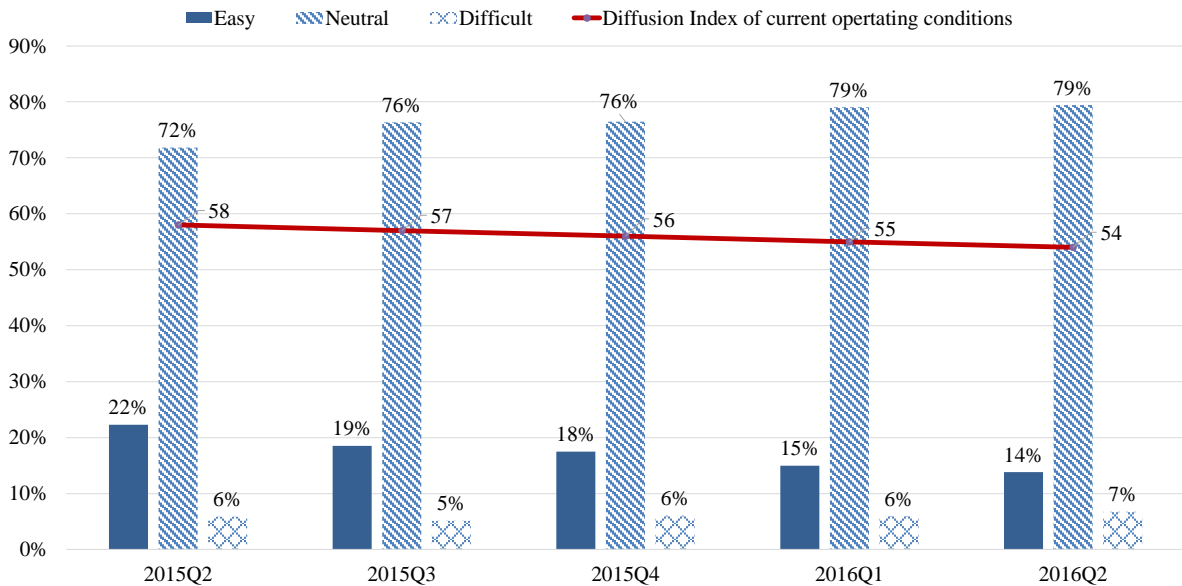 Easy Neutral Difficult Diffusion Index of current opertating conditions
90%
80%
70%
60%
50%
40%
30%
20%
10%
0%
72% 76% 76% 79% 79%
58 57 56 55 54
22% 19% 18% 15% 14%
6% 5% 6% 6% 7%
2015Q2 2015Q3 2015Q4 2016Q1 2016Q2